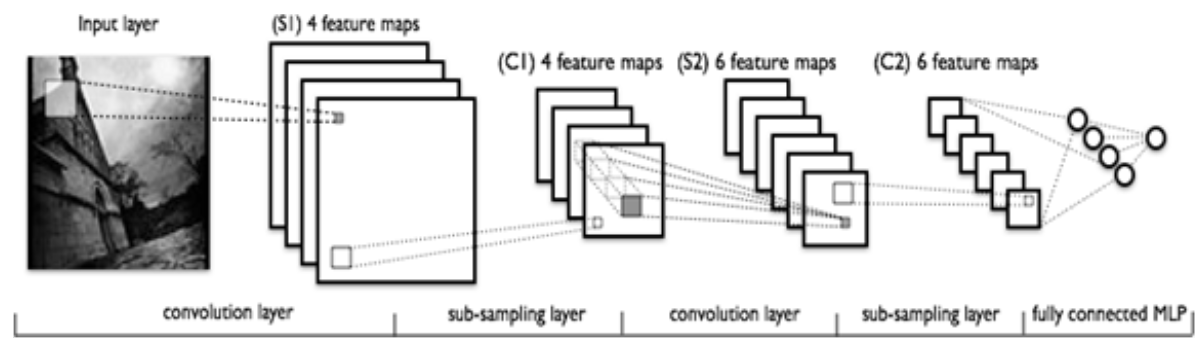 Input layer
(S1) 4 feature maps
(C1) 4 feature maps
(S2) 6 feature maps
(C2) 6 feature maps
convolution layer
sub-sampling layer
convolution layer
sub-sampling layer
fully connected MLP